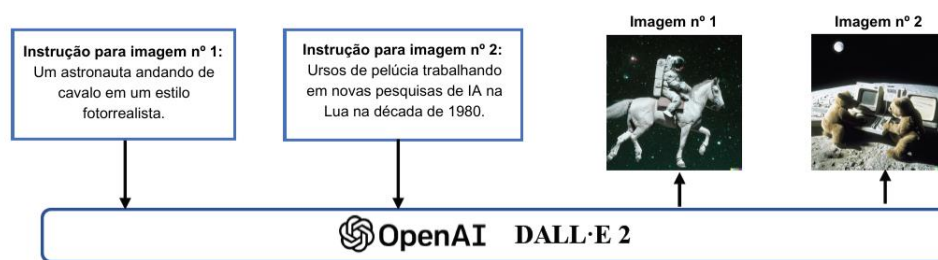 Instrução para imagem nº 1:
Um astronauta andando de
cavalo em um estilo
fotorrealista.
Instrução para imagem nº 2:
Ursos de pelúcia trabalhando
em novas pesquisas de IA na
Lua na década de 1980.
Imagem nº 1
Imagem nº 2
OpenAI DALL·E 2